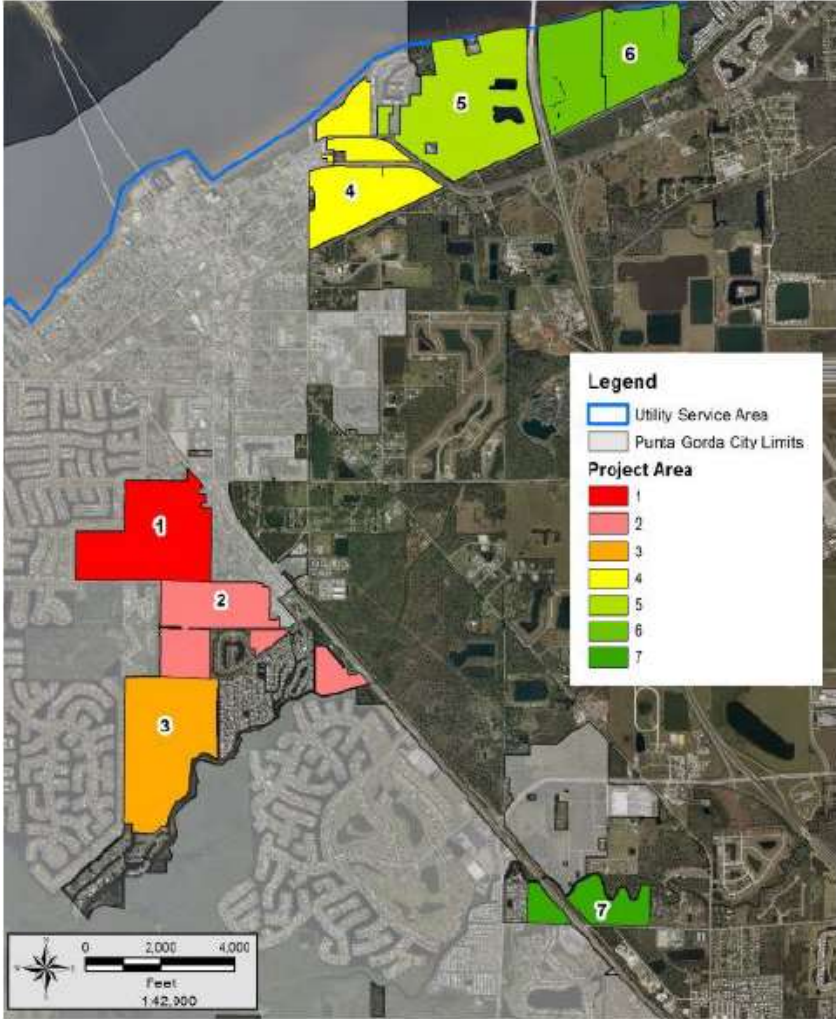 6
5
4
Legend
Utility Service Area
Punta Gorda City Limits
Project Area
1
2
3
4
5
6
7
1
2
3
7
N
W E
S
0 2,000 4,000
Feet
1:42,000